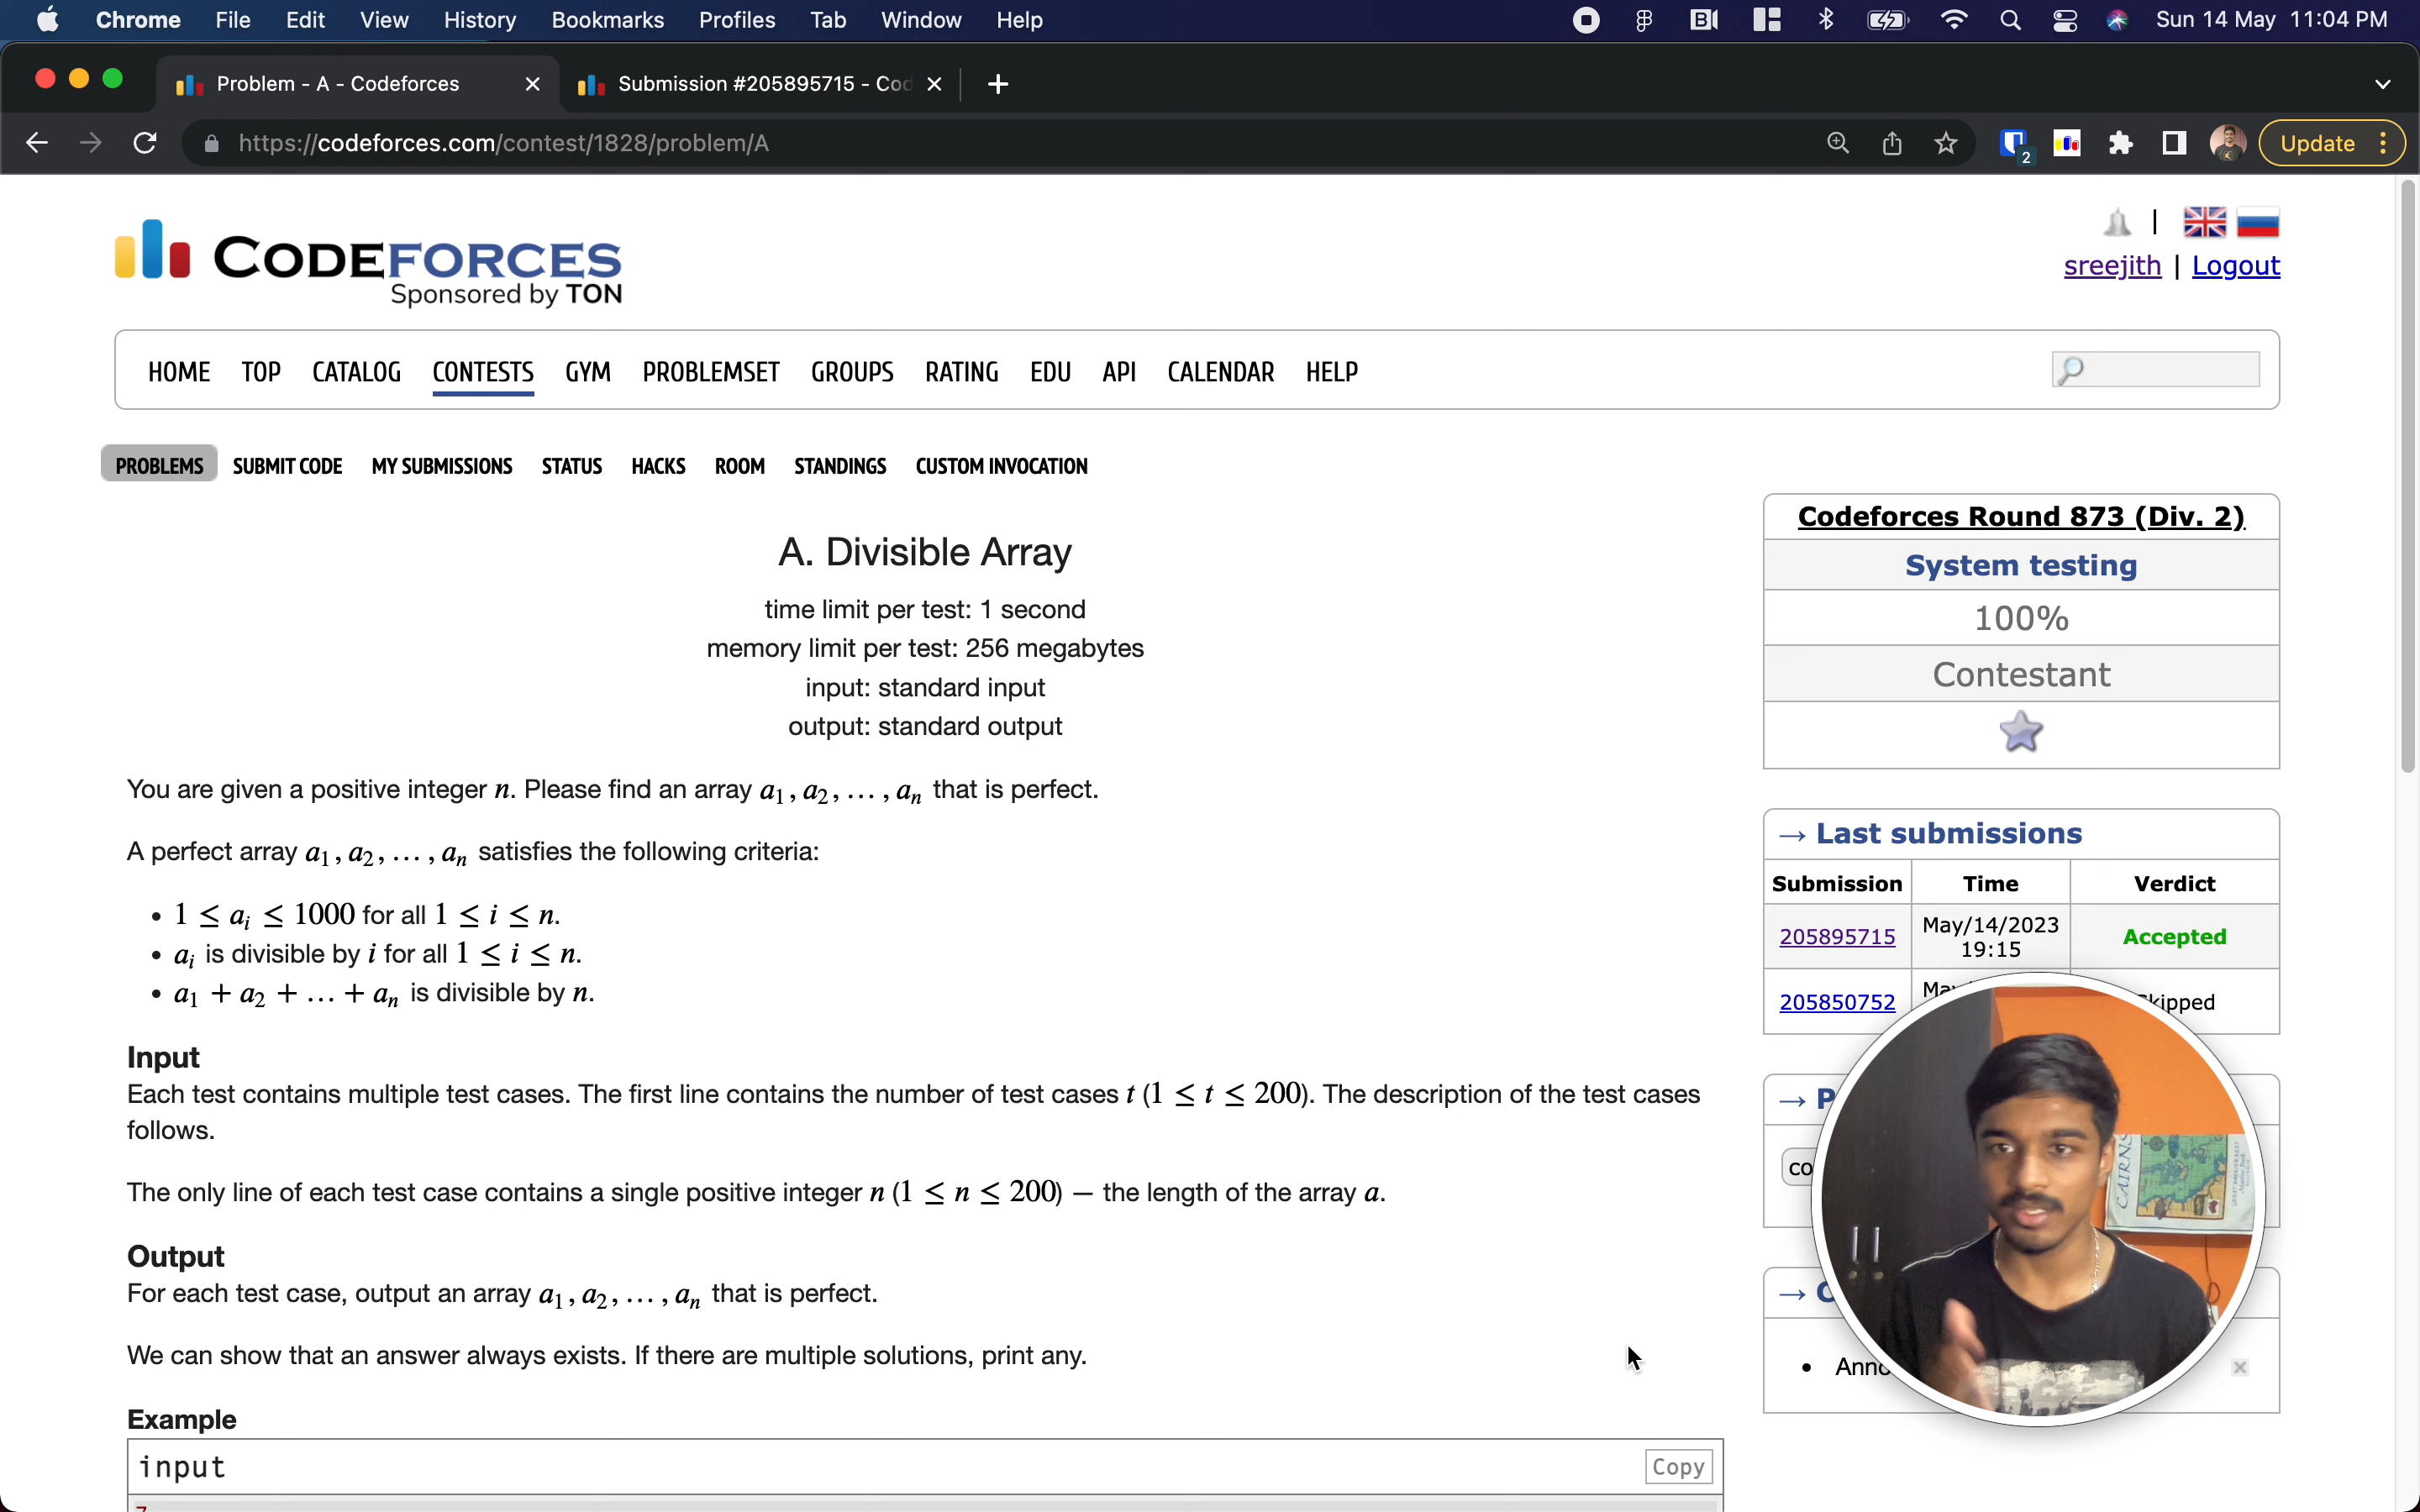 Chrome File Edit View History Bookmarks Profiles Tab Window Help Sun 14 May 11:04 PM
Problem - A - Codeforces Submission #205895715 - Cod
https://codeforces.com/contest/1828/problem/A 2 Update
CODEFORCES
Sponsored by TON
sreejith | Logout
HOME TOP CATALOG CONTESTS GYM PROBLEMSET GROUPS RATING EDU API CALENDAR HELP
PROBLEMS SUBMIT CODE MY SUBMISSIONS STATUS HACKS ROOM STANDINGS CUSTOM INVOCATION
A. Divisible Array
time limit per test: 1 second
memory limit per test: 256 megabytes
input: standard input
output: standard output
You are given a positive integer n. Please find an array a₁, a₂, …, aₙ that is perfect.
A perfect array a₁, a₂, …, aₙ satisfies the following criteria:
• 1 ≤ aᵢ ≤ 1000 for all 1 ≤ i ≤ n.
• aᵢ is divisible by i for all 1 ≤ i ≤ n.
• a₁ + a₂ + … + aₙ is divisible by n.
Input
Each test contains multiple test cases. The first line contains the number of test cases t (1 ≤ t ≤ 200). The description of the test cases
follows.
The only line of each test case contains a single positive integer n (1 ≤ n ≤ 200) — the length of the array a.
Output
For each test case, output an array a₁, a₂, …, aₙ that is perfect.
We can show that an answer always exists. If there are multiple solutions, print any.
Example
input Copy
Codeforces Round 873 (Div. 2)
System testing
100%
Contestant
→ Last submissions
Submission Time Verdict
205895715 May/14/2023 19:15 Accepted
205850752 kipped
→ P
co
→ C
• Anno
CAIRNS